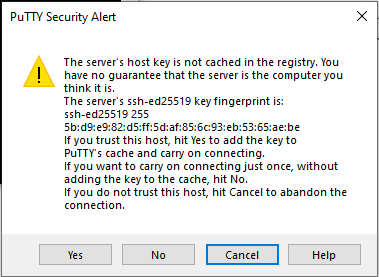 PuTTY Security Alert
The server's host key is not cached in the registry. You
have no guarantee that the server is the computer you
think it is.
The server's ssh-ed25519 key fingerprint is:
ssh-ed25519 255
5b:d9:e9:82:d5:ff:5d:af:85:6c:93:eb:53:65:ae:be
If you trust this host, hit Yes to add the key to
PuTTY's cache and carry on connecting.
If you want to carry on connecting just once, without
adding the key to the cache, hit No.
If you do not trust this host, hit Cancel to abandon the
connection.
Yes No Cancel Help